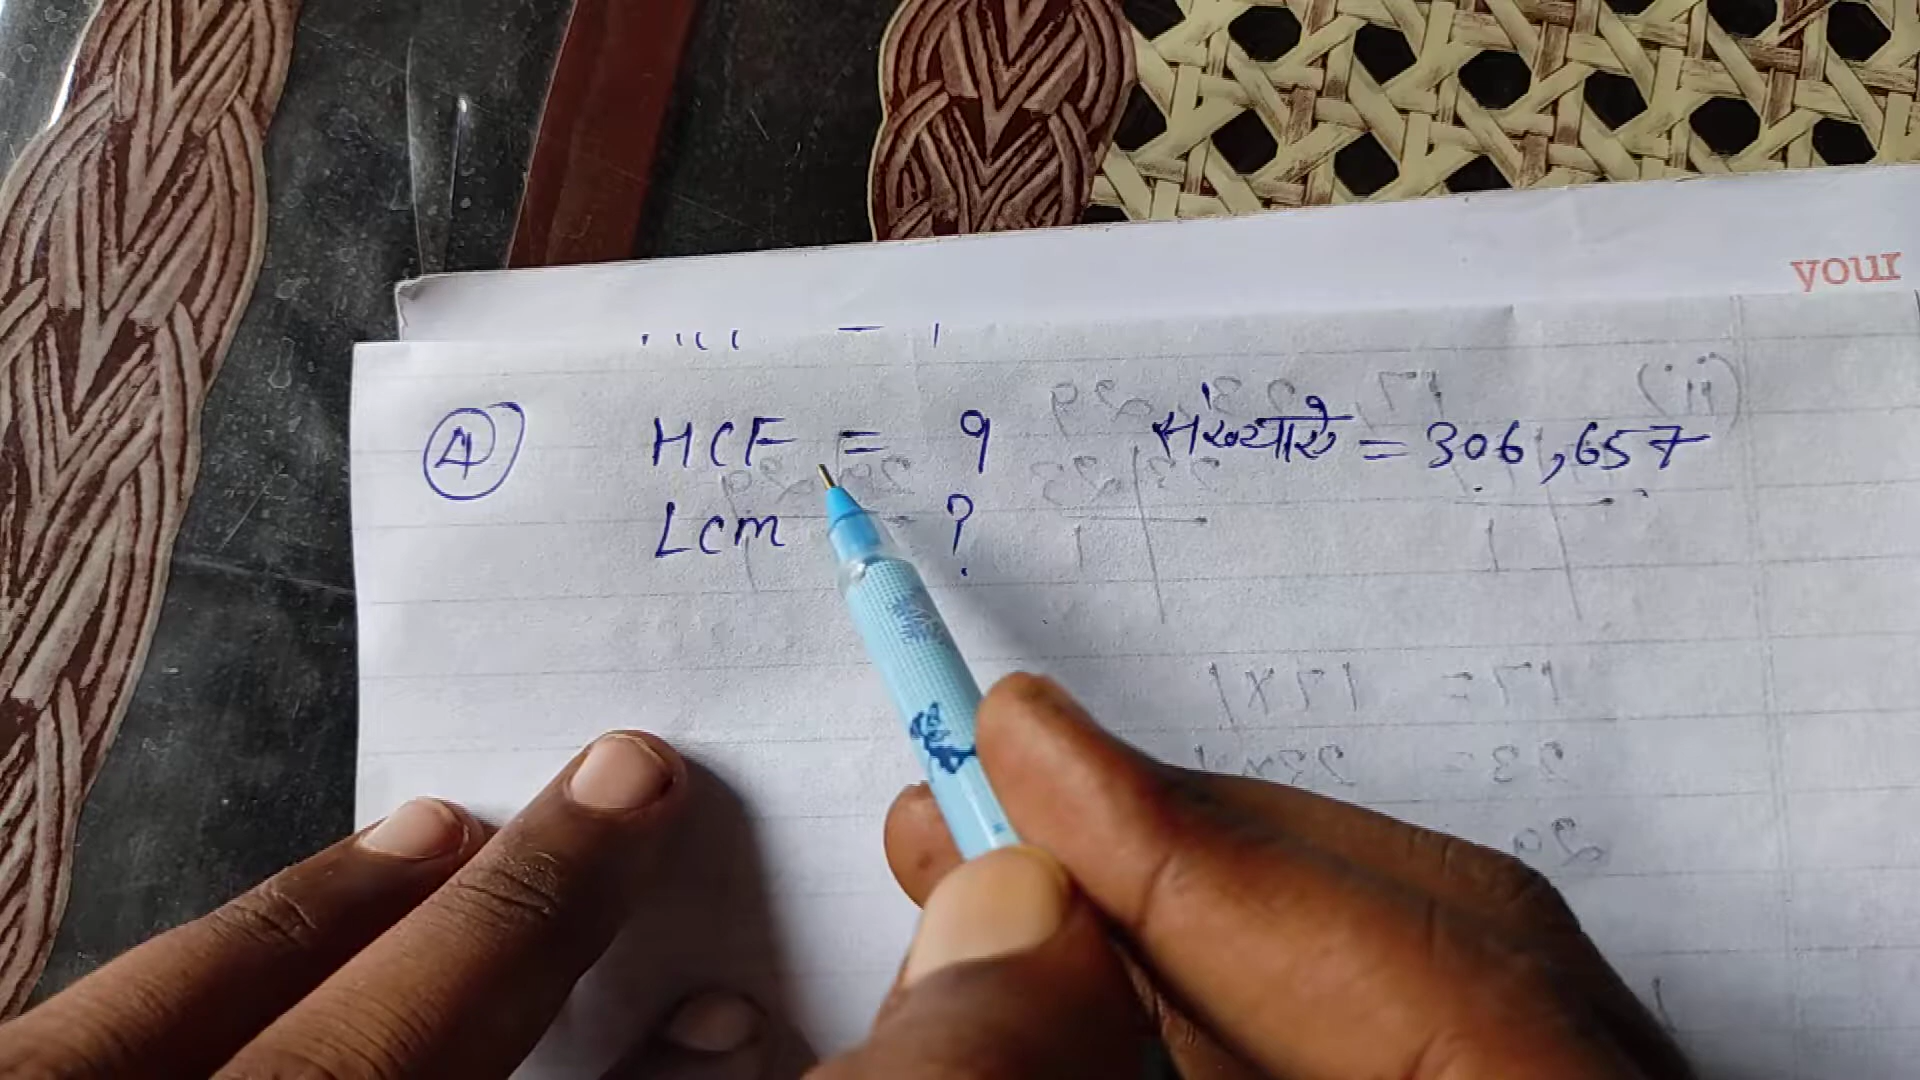 your
④ HCF = 9 संख्याएे = 306,657
LCM ?